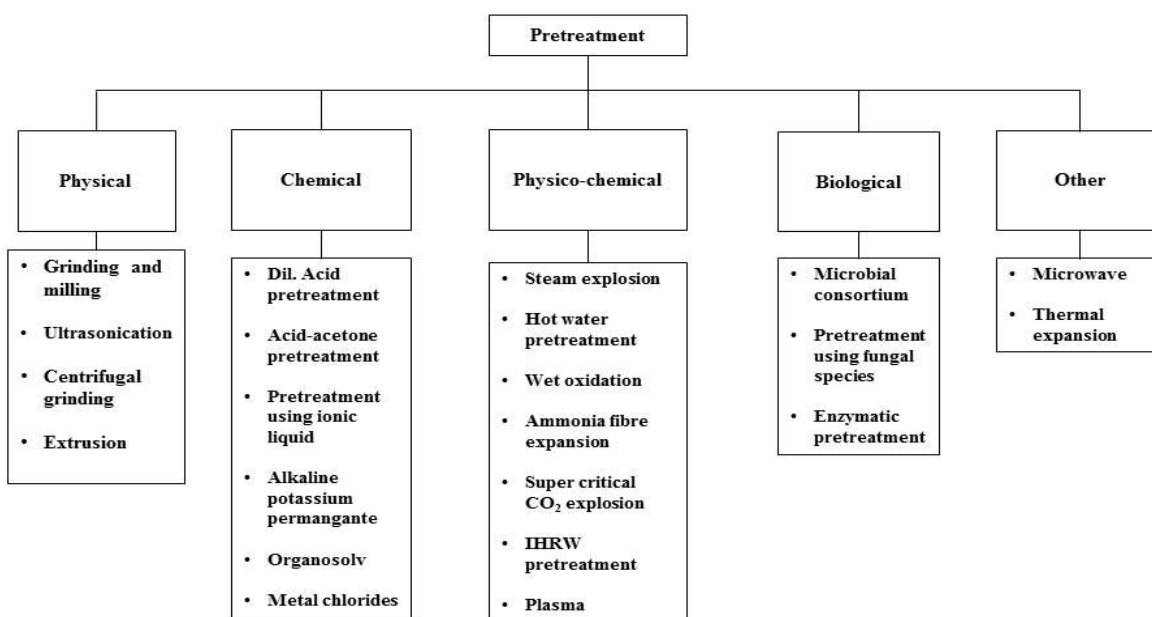 Pretreatment
Physical
Chemical
Physico-chemical
Biological
Other
• Grinding and
milling
• Ultrasonication
• Centrifugal
grinding
• Extrusion
• Dil. Acid
pretreatment
• Acid-acetone
pretreatment
• Pretreatment
using ionic
liquid
• Alkaline
potassium
permangante
• Organosolv
• Metal chlorides
• Steam explosion
• Hot water
pretreatment
• Wet oxidation
• Ammonia fibre
expansion
• Super critical
CO₂ explosion
• IHRW
pretreatment
• Plasma
• Microbial
consortium
• Pretreatment
using fungal
species
• Enzymatic
pretreatment
• Microwave
• Thermal
expansion